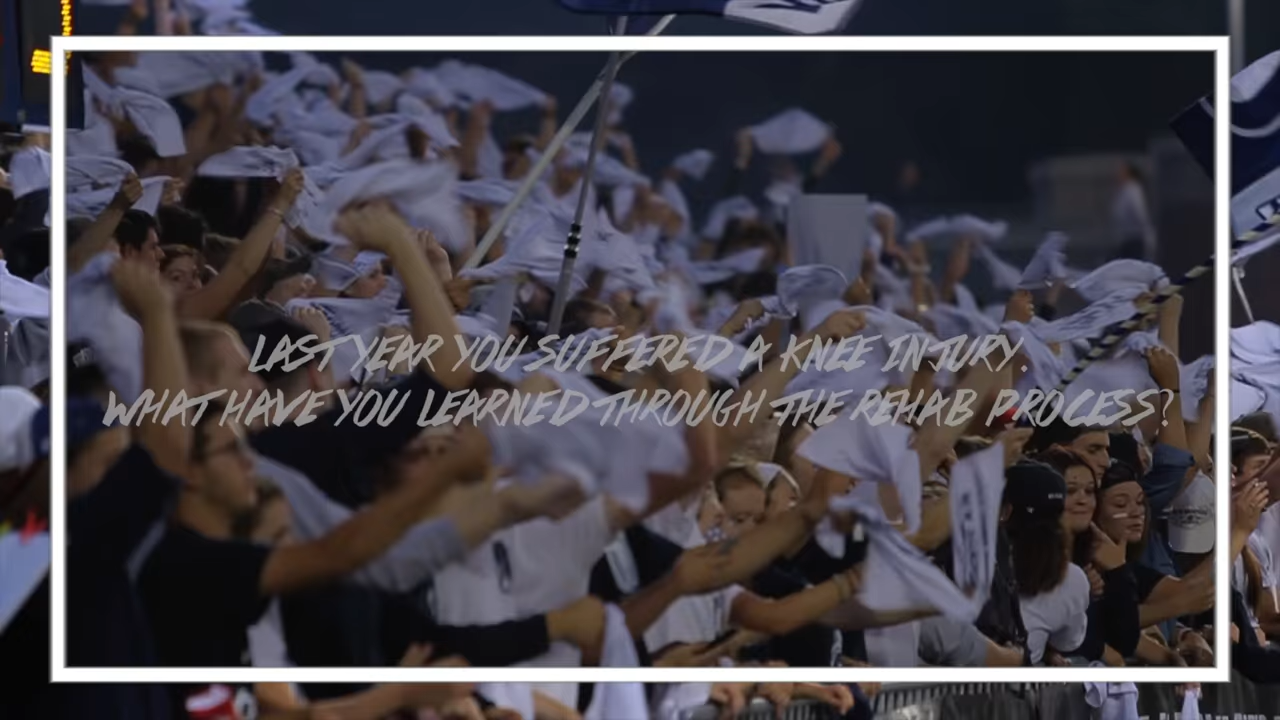 LAST YEAR YOU SUFFERED A KNEE INJURY.
WHAT HAVE YOU LEARNED THROUGH THE REHAB PROCESS?